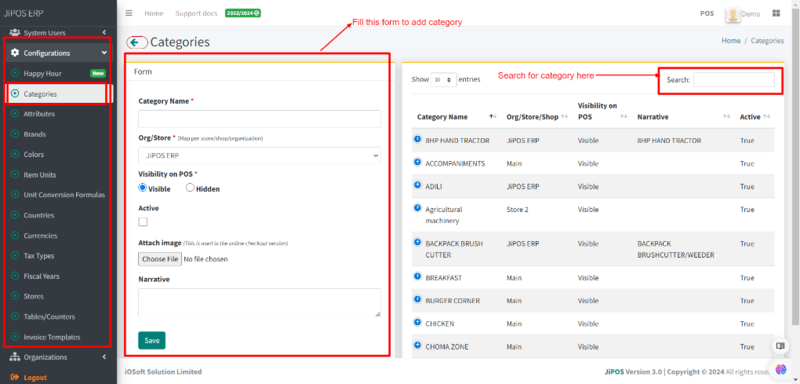 JiPOS ERP
Home
Support docs
2023/2024
POS
Demo
System Users
Configurations
Happy Hour
New
Categories
Attributes
Brands
Colors
Item Units
Unit Conversion Formulas
Countries
Currencies
Tax Types
Fiscal Years
Stores
Tables/Counters
Invoice Templates
Organizations
Logout
Fill this form to add category
Categories
Home / Categories
Form
Category Name *
Org/Store * (Map per store/shop/organization)
JiPOS ERP
Visibility on POS *
Visible
Hidden
Active
Attach image (This is used in the online checkout version)
Choose File No file chosen
Narrative
Save
Show 10 entries
Search for category here
Search:
Category Name Org/Store/Shop Visibility on POS Narrative Active
8HP HAND TRACTOR JiPOS ERP Visible 8HP HAND TRACTOR True
ACCOMPANIMENTS Main Visible True
ADILI JiPOS ERP Visible True
Agricultural machinery Store 2 Visible True
BACKPACK BRUSH CUTTER JiPOS ERP Visible BACKPACK BRUSHCUTTER/WEEDER True
BREAKFAST Main Visible True
BURGER CORNER Main Visible True
CHICKEN Main Visible True
CHOMA ZONE Main Visible True
iOSoft Solution Limited
JiPOS Version 3.0 | Copyright © 2024 All rights rese